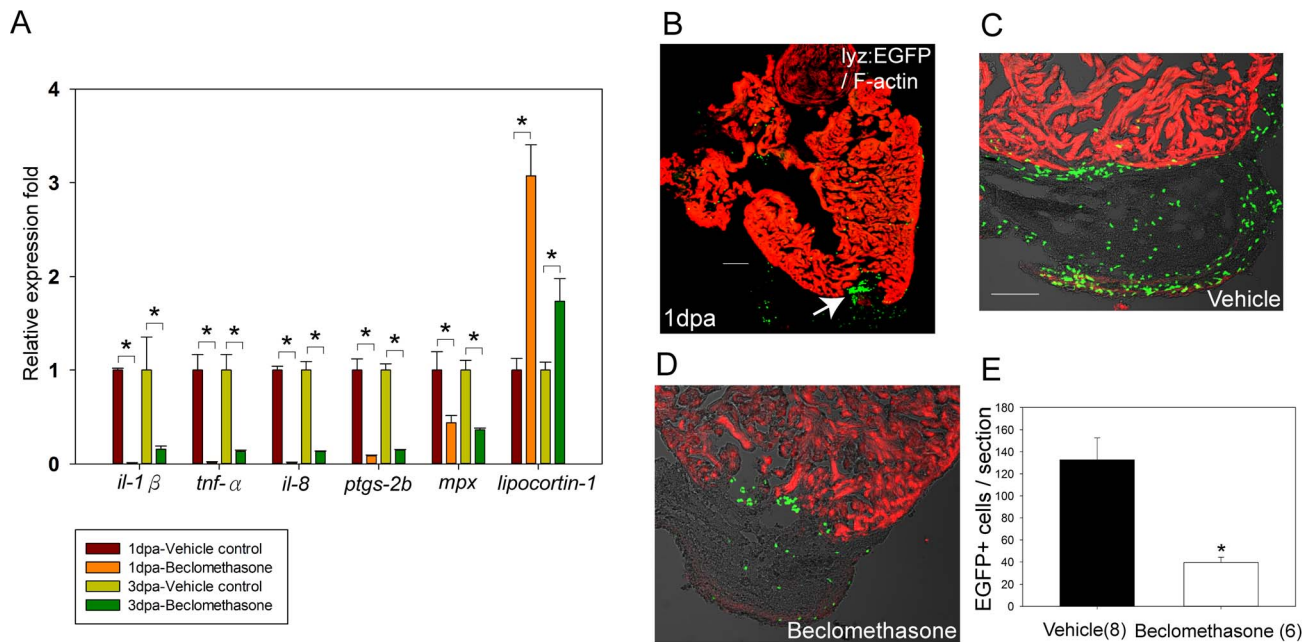 A
Relative expression fold
4
3
2
1
0
* * * * * * * * * * * *
il-1 β tnf-α il-8 ptgs-2b mpx lipocortin-1
1dpa-Vehicle control
1dpa-Beclomethasone
3dpa-Vehicle control
3dpa-Beclomethasone
B
lyz:EGFP
/ F-actin
1dpa
C
Vehicle
D
Beclomethasone
E
EGFP+ cells / section
180
160
140
120
100
80
60
40
20
0
*
Vehicle(8) Beclomethasone (6)